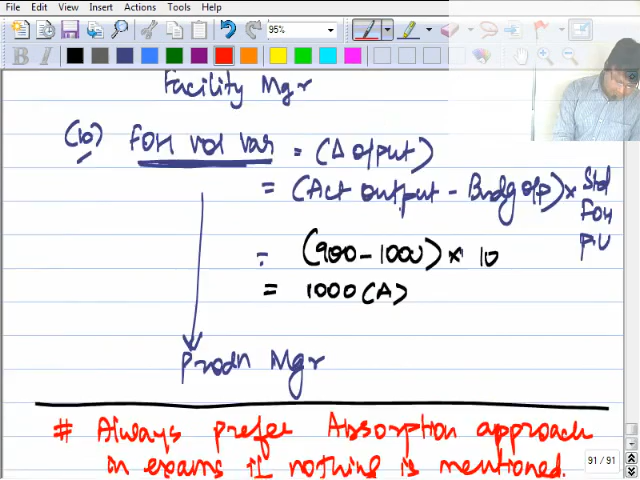 File Edit View Insert Actions Tools Help
95%
B I U
Facility Mgr
(10) FOH vol var = (Δ o/put)
= (Act output - Budg o/p) × Std FOH P.U
= (900 - 1000) × 10
= 1000 (A)
Prodn Mgr
# Always prefer Absorption approach
in exams if nothing is mentioned.
91 / 91